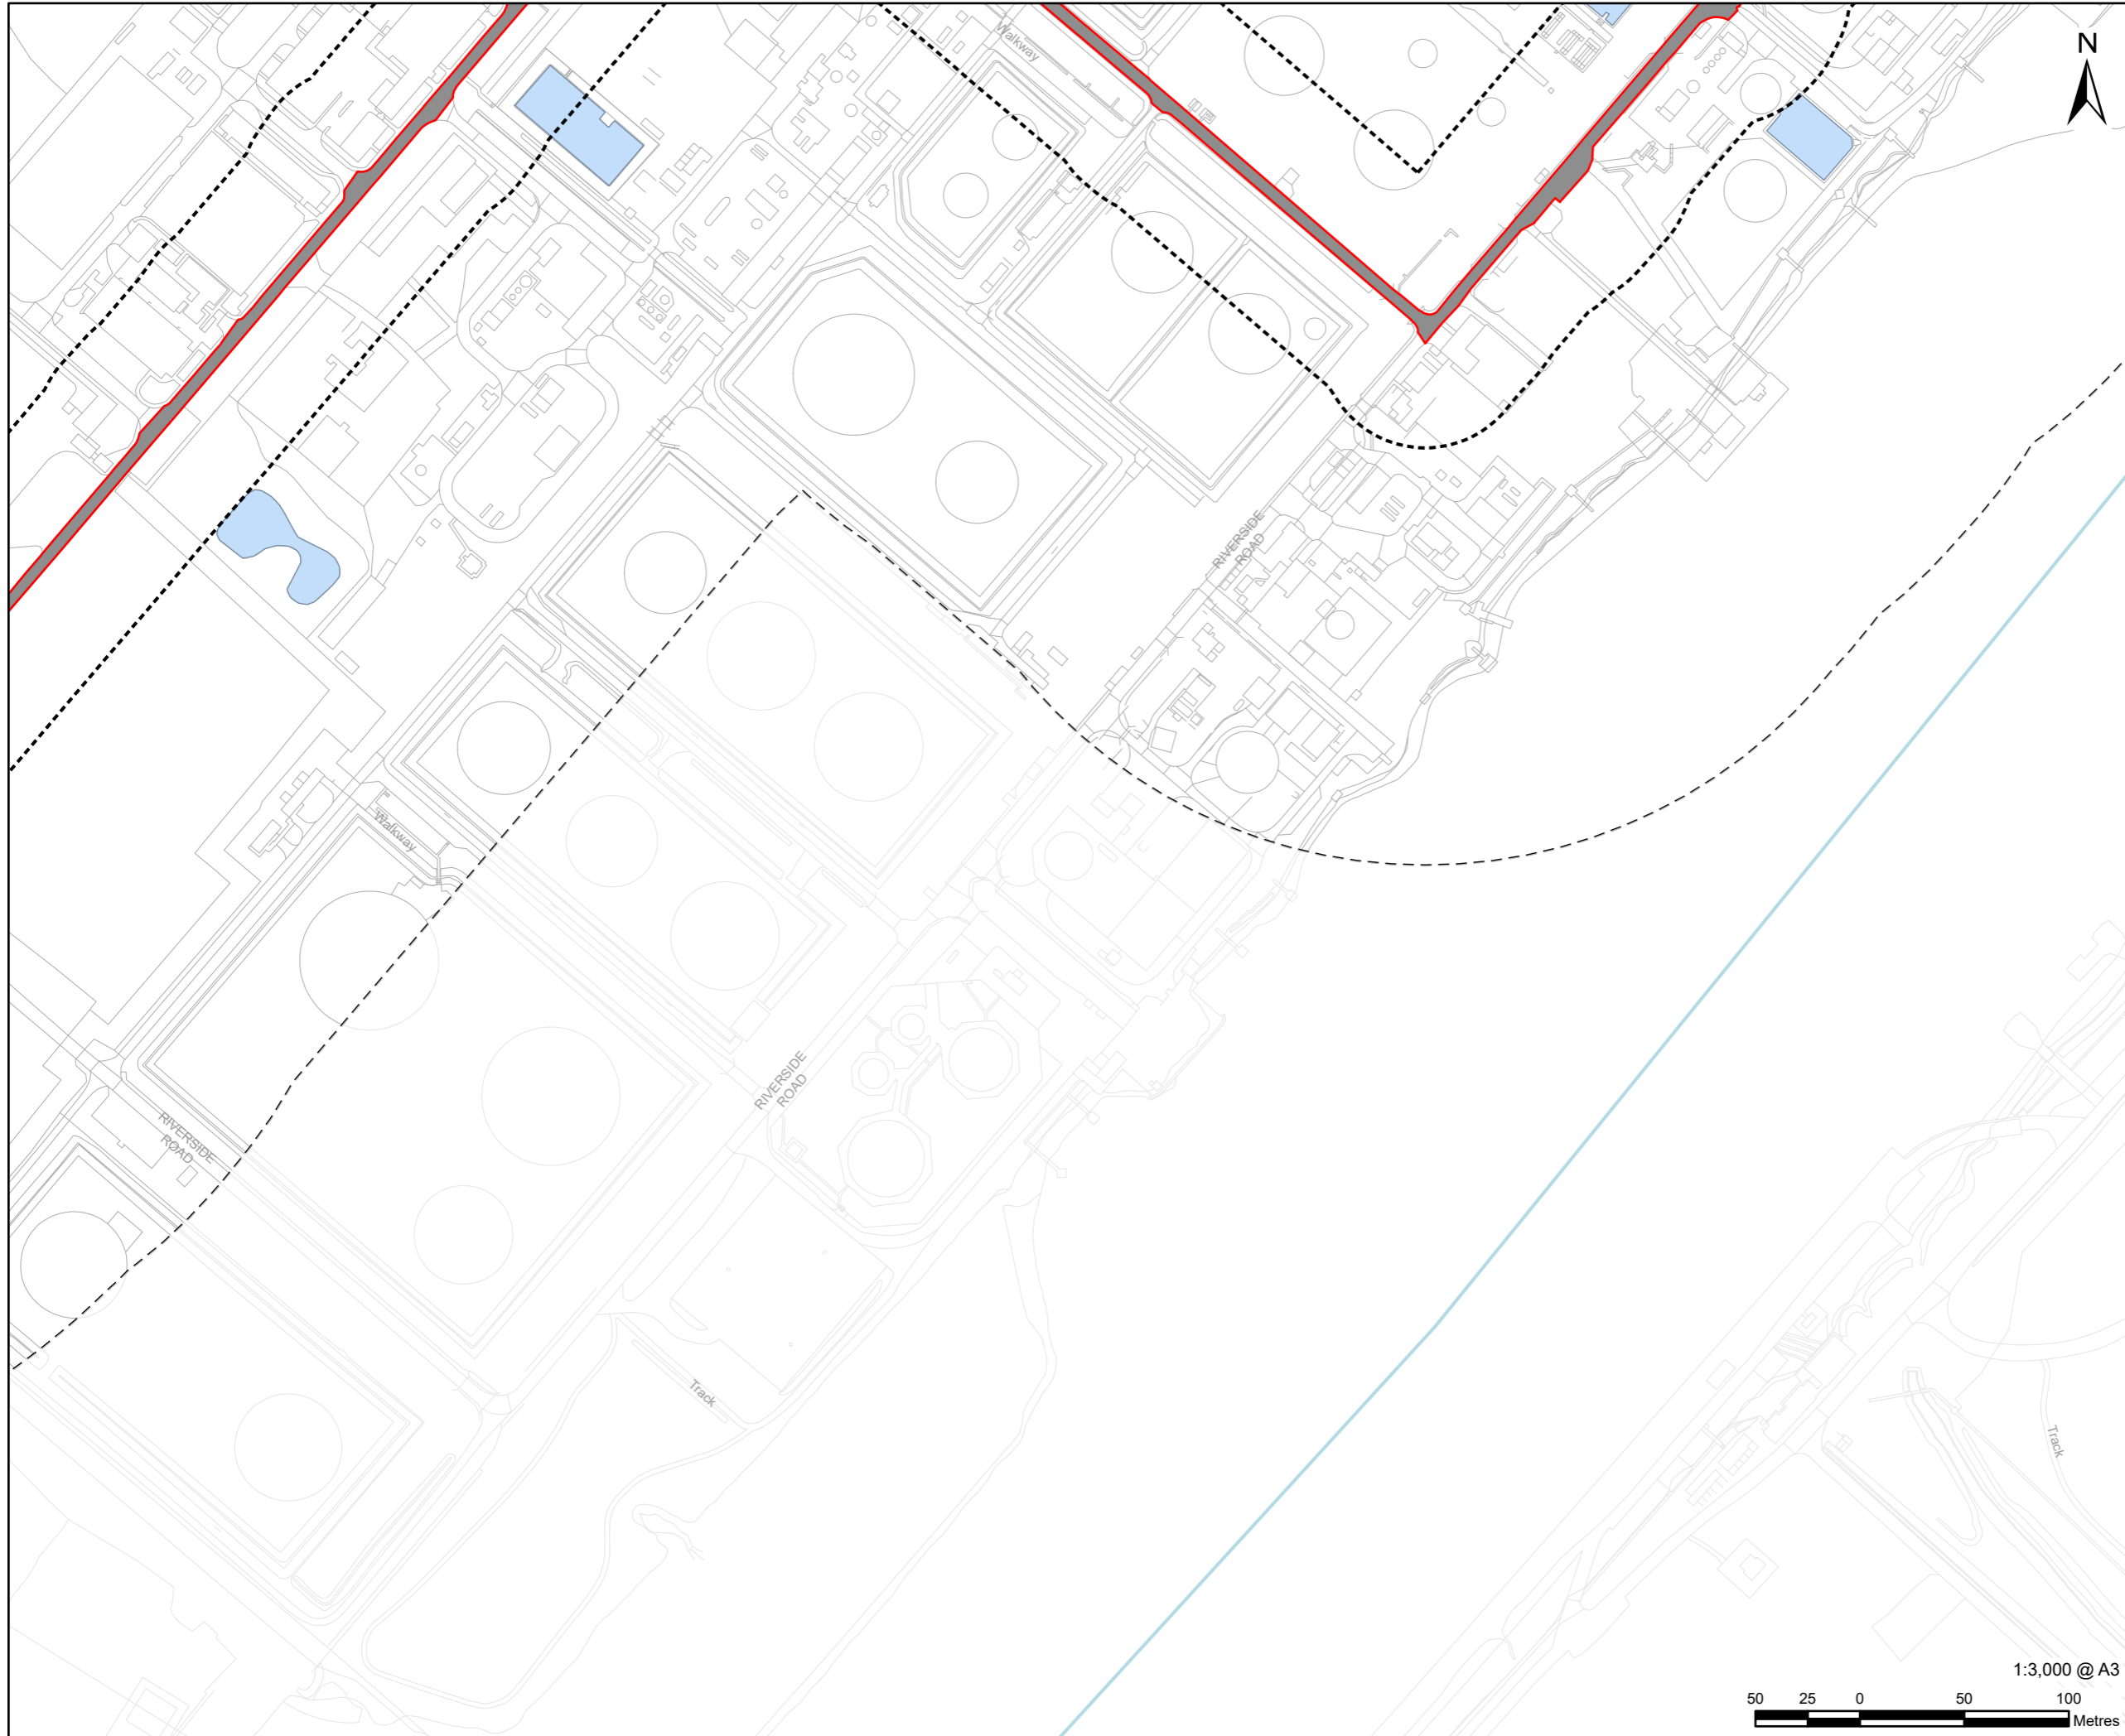 Walkway
N
RIVERSIDE
ROAD
Walkway
RIVERSIDE
ROAD
RIVERSIDE
ROAD
Track
Track
1:3,000 @ A3
50 25 0 50 100
Metres